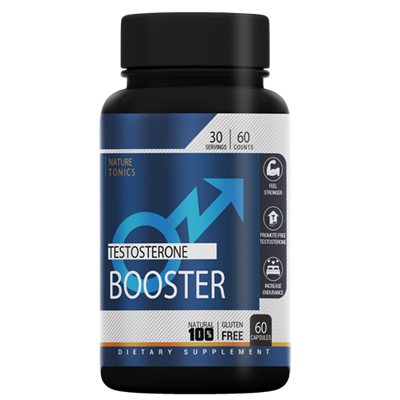 30 | 60
SERVINGS COUNTS
NATURE
TONICS
FEEL
STRONGER
PROMOTE FREE
TESTOSTERONE
INCREASE
ENDURANCE
TESTOSTERONE
BOOSTER
NATURAL
100
GLUTEN
FREE
60
CAPSULES
DIETARY SUPPLEMENT